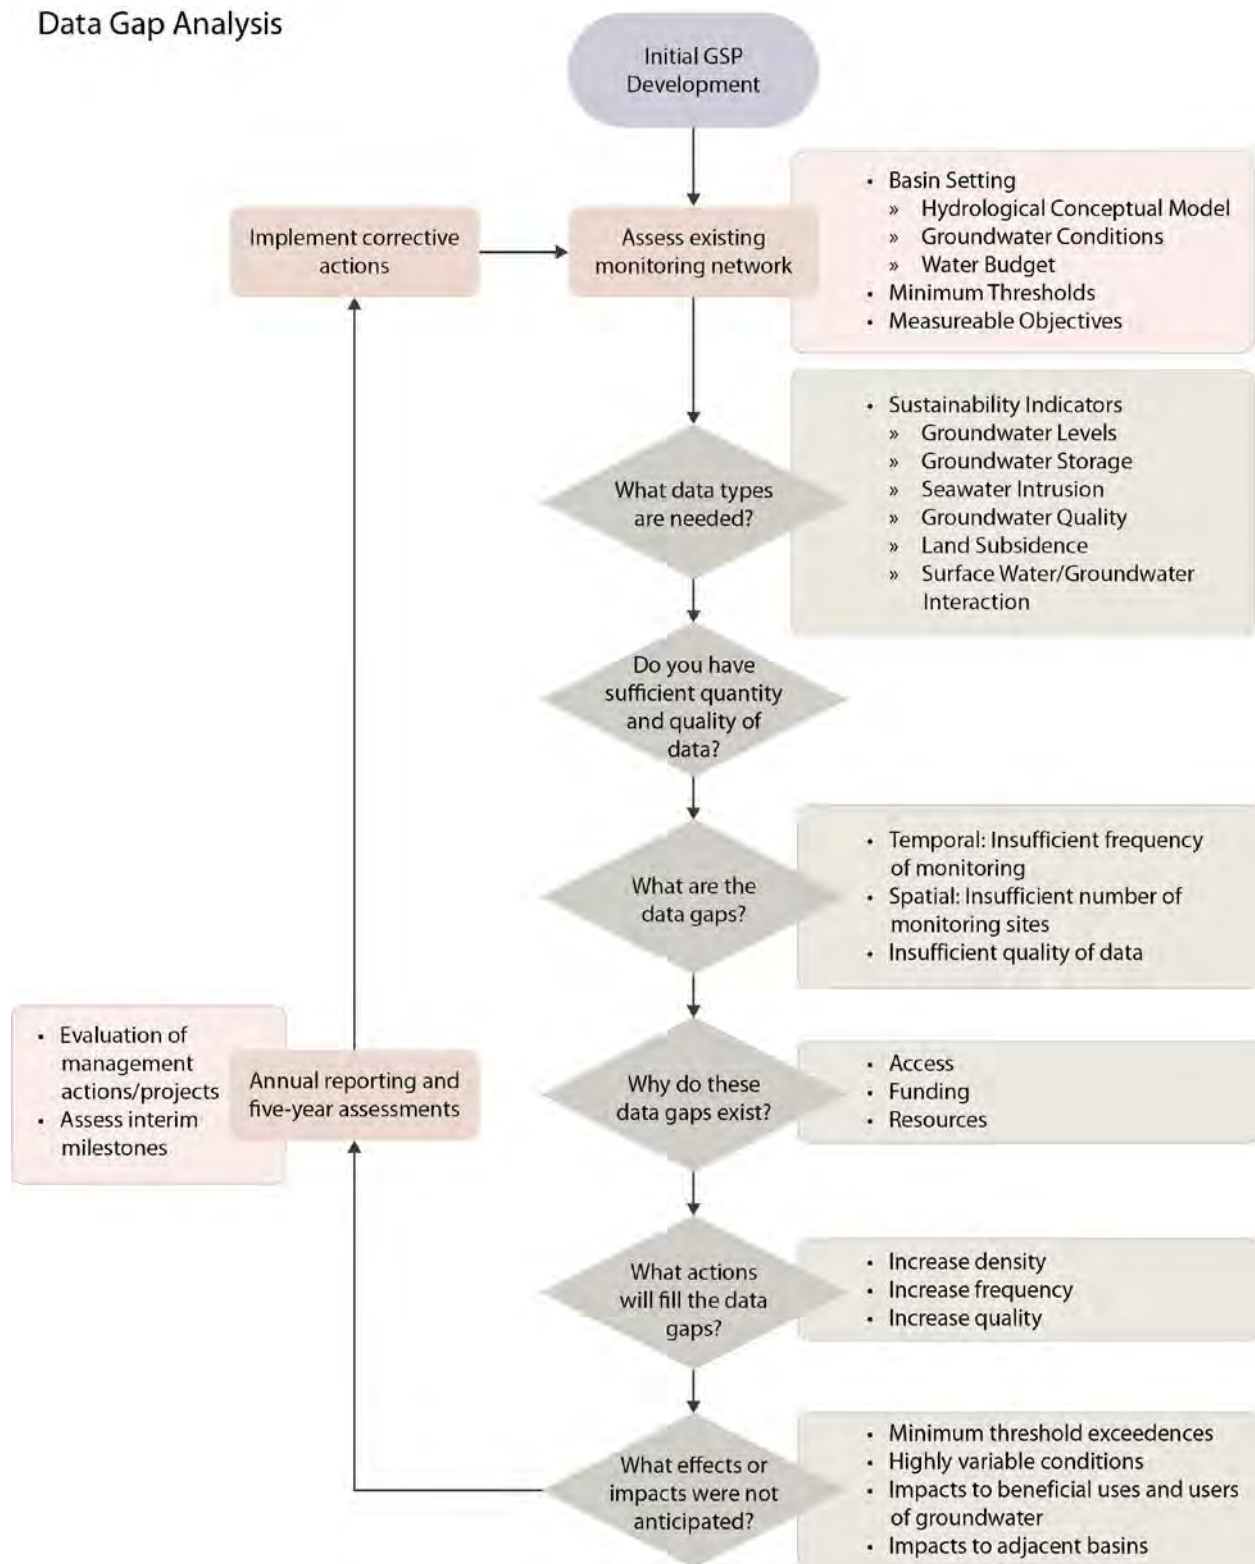 Data Gap Analysis
Initial GSP
Development
Implement corrective
actions
Assess existing
monitoring network
• Basin Setting
» Hydrological Conceptual Model
» Groundwater Conditions
» Water Budget
• Minimum Thresholds
• Measureable Objectives
What data types
are needed?
• Sustainability Indicators
» Groundwater Levels
» Groundwater Storage
» Seawater Intrusion
» Groundwater Quality
» Land Subsidence
» Surface Water/Groundwater
Interaction
Do you have
sufficient quantity
and quality of
data?
What are the
data gaps?
• Temporal: Insufficient frequency
of monitoring
• Spatial: Insufficient number of
monitoring sites
• Insufficient quality of data
• Evaluation of
management
actions/projects
• Assess interim
milestones
Annual reporting and
five-year assessments
Why do these
data gaps exist?
• Access
• Funding
• Resources
What actions
will fill the data
gaps?
• Increase density
• Increase frequency
• Increase quality
What effects or
impacts were not
anticipated?
• Minimum threshold exceedences
• Highly variable conditions
• Impacts to beneficial uses and users
of groundwater
• Impacts to adjacent basins